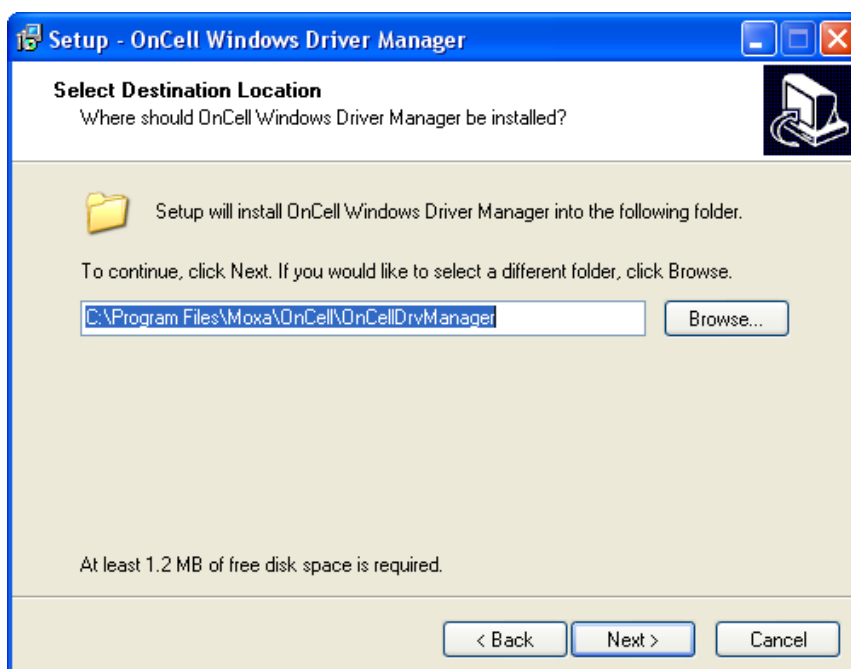 Setup - OnCell Windows Driver Manager
Select Destination Location
Where should OnCell Windows Driver Manager be installed?
Setup will install OnCell Windows Driver Manager into the following folder.
To continue, click Next. If you would like to select a different folder, click Browse.
C:\Program Files\Moxa\OnCell\OnCellDrvManager
Browse...
At least 1.2 MB of free disk space is required.
< Back
Next >
Cancel